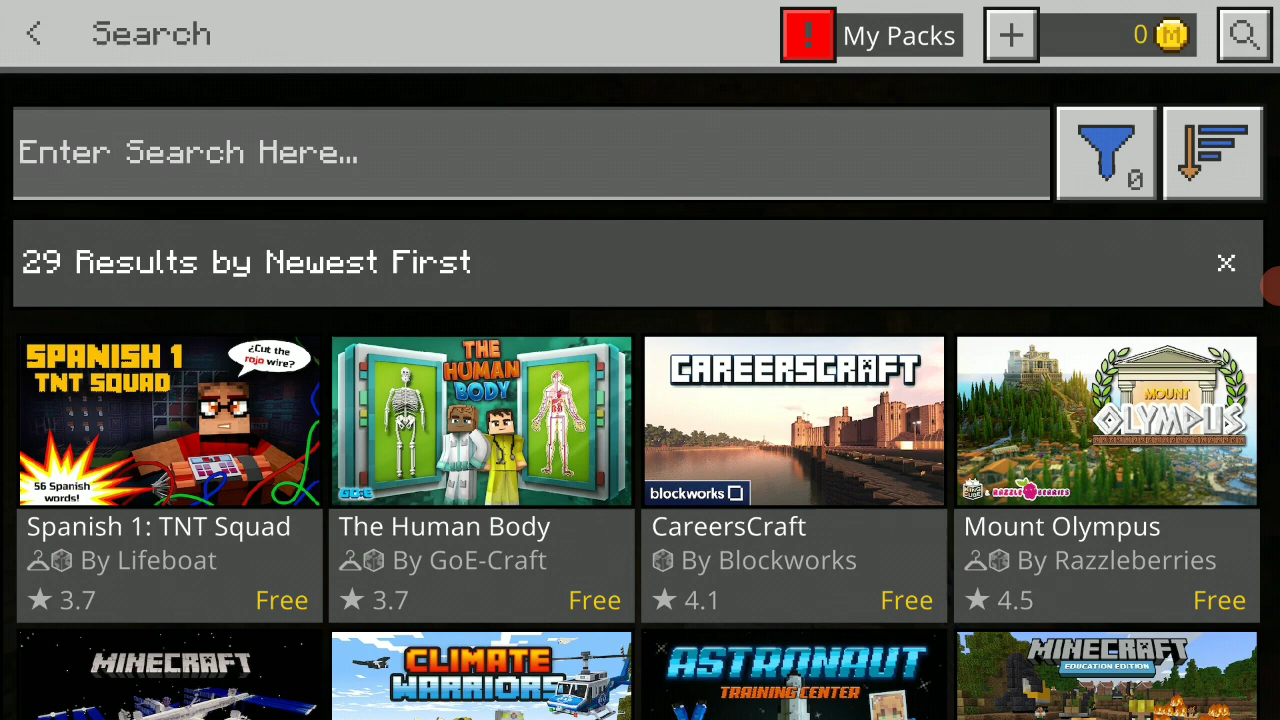 Search
! My Packs
+
0 M
Enter Search Here...
0
29 Results by Newest First
SPANISH 1
TNT SQUAD
¿Cut the
rojo wire?
56 Spanish
words!
THE
HUMAN
BODY
GOE
CAREERSCRAFT
blockworks
MOUNT
OLYMPUS
& RAZZLEBERRIES
Spanish 1: TNT Squad
By Lifeboat
3.7 Free
The Human Body
By GoE-Craft
3.7 Free
CareersCraft
By Blockworks
4.1 Free
Mount Olympus
By Razzleberries
4.5 Free
MINECRAFT
CLIMATE
WARRIORS
ASTRONAUT
TRAINING CENTER
MINECRAFT
EDUCATION EDITION